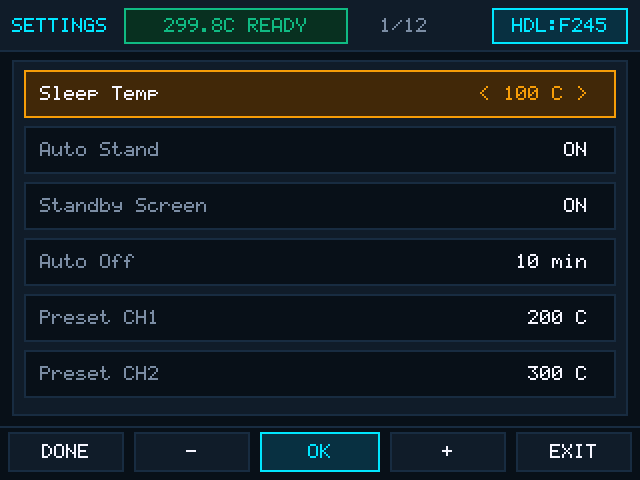 SETTINGS 299.8C READY 1/12 HDL:F245
Sleep Temp < 100 C >
Auto Stand ON
Standby Screen ON
Auto Off 10 min
Preset CH1 200 C
Preset CH2 300 C
DONE - OK + EXIT